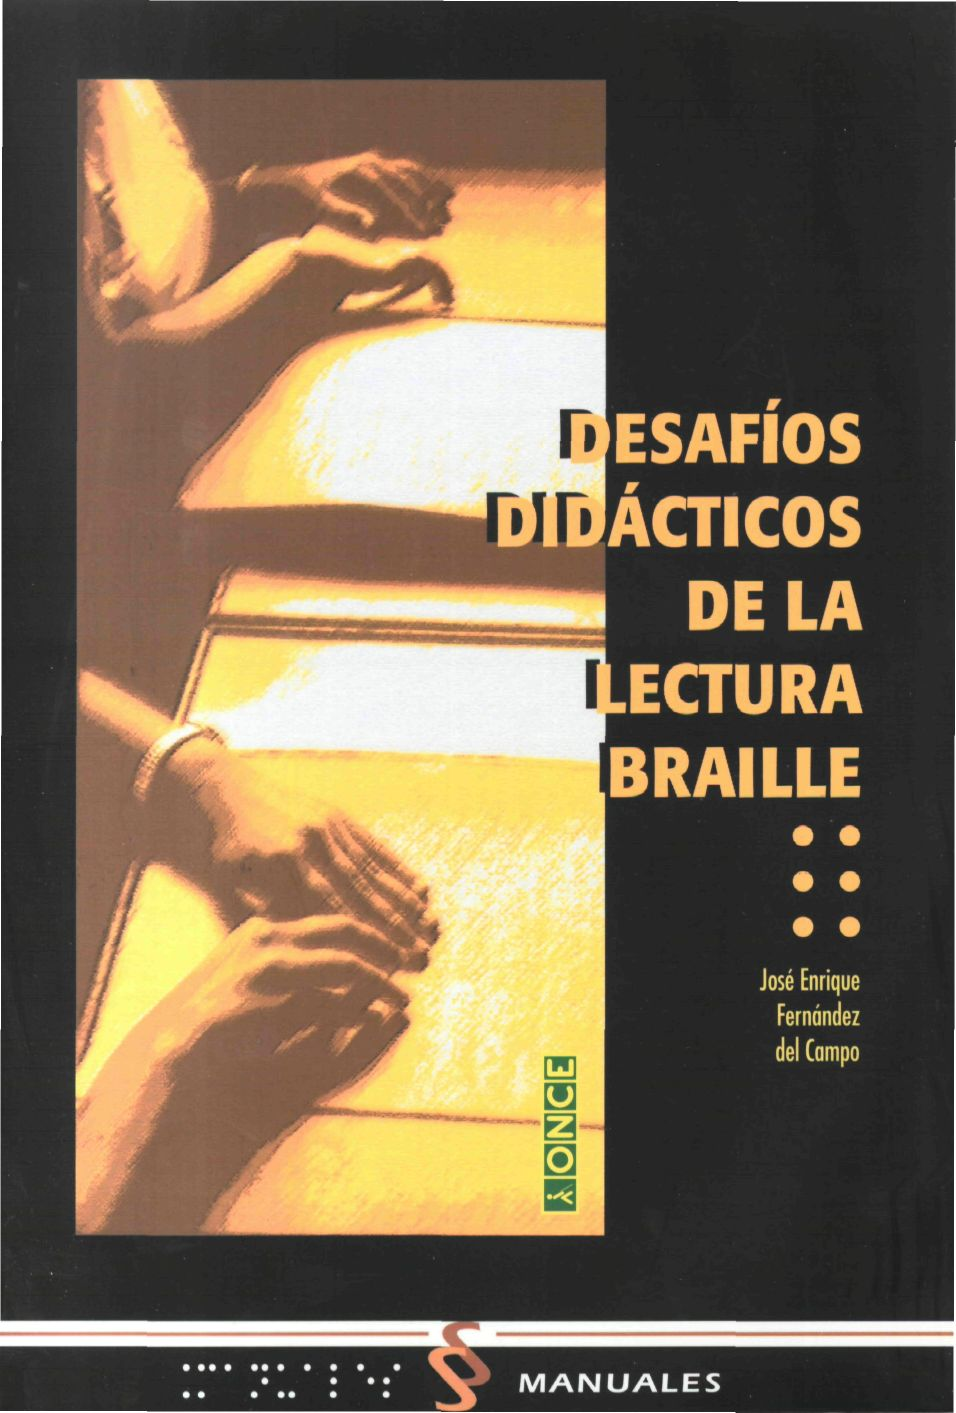 DESAFÍOS
DIDÁCTICOS
DE LA
LECTURA
BRAILLE
José Enrique
Fernández
del Campo
ONCE
MANUALES